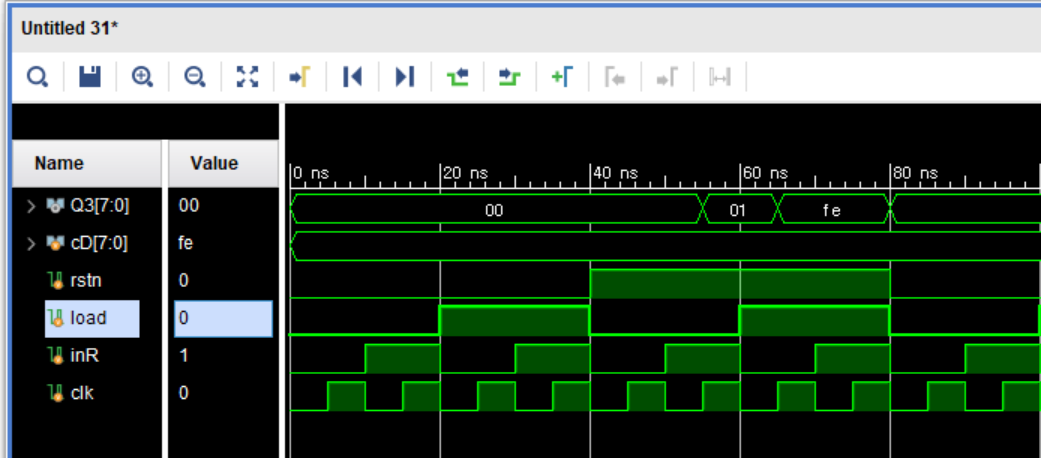 Untitled 31*
Name Value
0 ns 20 ns 40 ns 60 ns 80 ns
Q3[7:0] 00 00 01 fe
cD[7:0] fe
rstn 0
load 0
inR 1
clk 0